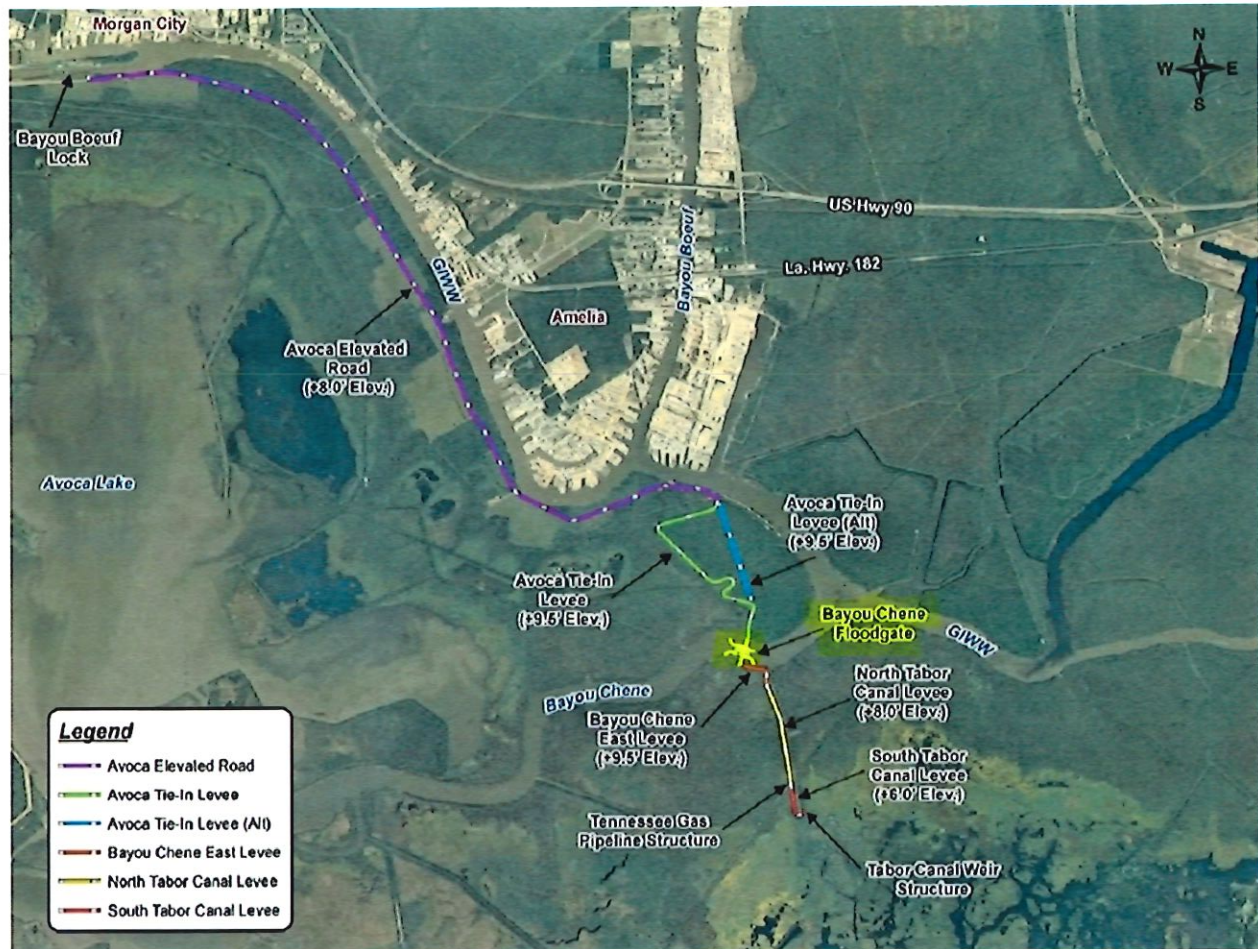 Morgan City
N
W E
S
Bayou Boeuf
Lock
US Hwy 90
Bayou Boeuf
La. Hwy. 182
GIWW
Amelia
Avoca Elevated
Road
(+8.0' Elev.)
Avoca Lake
Avoca Tie-In
Levee (Alt)
(+9.5' Elev.)
Avoca Tie-In
Levee
(+9.5' Elev.)
Bayou Chene
Floodgate
GIWW
North Tabor
Canal Levee
(+8.0' Elev.)
Bayou Chene
Bayou Chene
East Levee
(+9.5' Elev.)
South Tabor
Canal Levee
(+6.0' Elev.)
Tennessee Gas
Pipeline Structure
Tabor Canal Weir
Structure
Legend
Avoca Elevated Road
Avoca Tie-In Levee
Avoca Tie-In Levee (Alt)
Bayou Chene East Levee
North Tabor Canal Levee
South Tabor Canal Levee